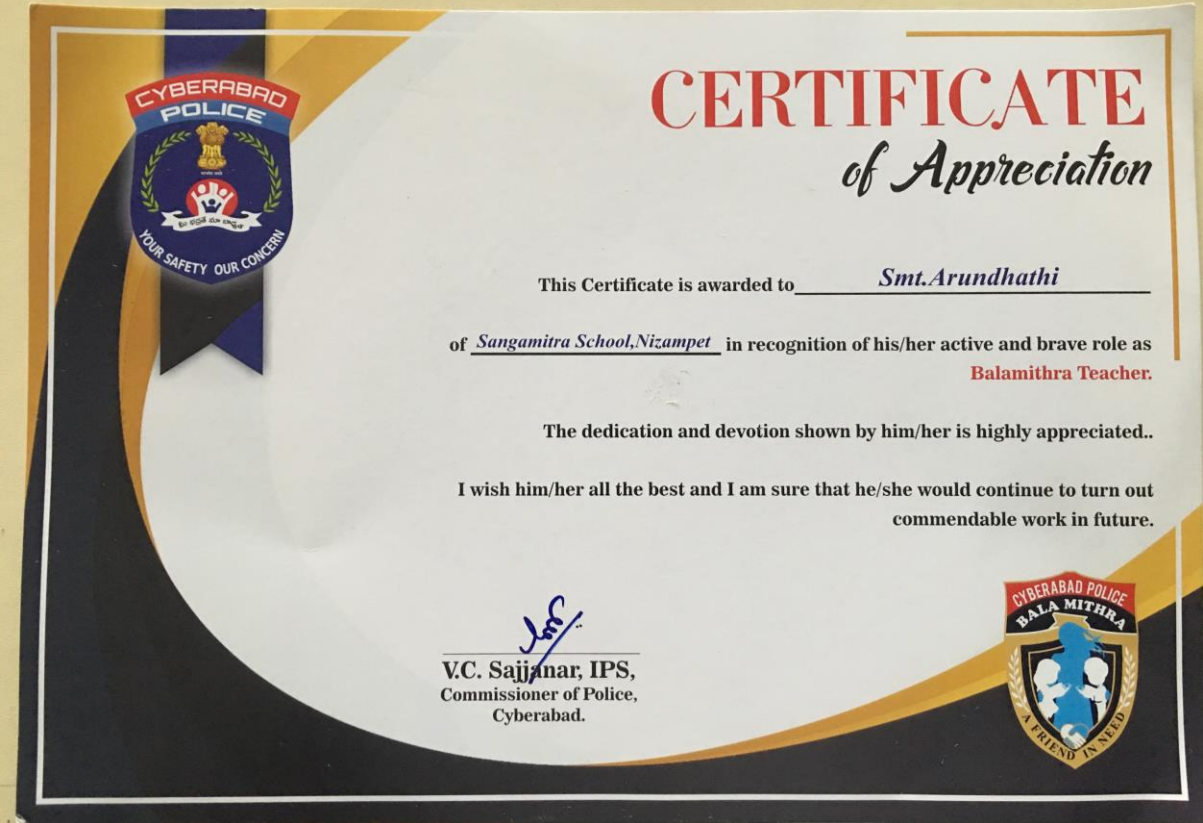 CYBERABAD
POLICE
YOUR SAFETY OUR CONCERN
CERTIFICATE
of Appreciation
This Certificate is awarded to Smt.Arundhathi
of Sangamitra School,Nizampet in recognition of his/her active and brave role as
Balamithra Teacher.
The dedication and devotion shown by him/her is highly appreciated..
I wish him/her all the best and I am sure that he/she would continue to turn out
commendable work in future.
V.C. Sajjanar, IPS,
Commissioner of Police,
Cyberabad.
CYBERABAD POLICE
BALA MITHRA
A FRIEND IN NEED